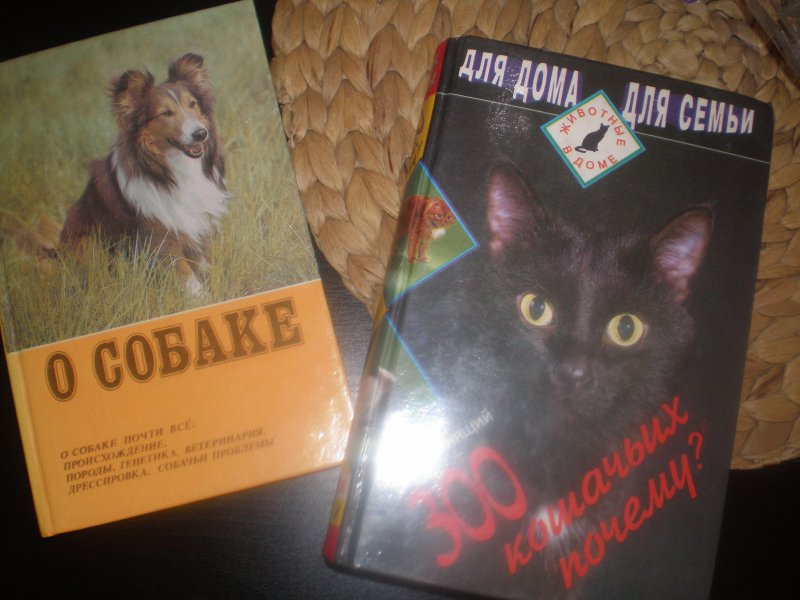 О СОБАКЕ
О СОБАКЕ ПОЧТИ ВСЁ:
ПРОИСХОЖДЕНИЕ,
ПОРОДЫ, ГЕНЕТИКА, ВЕТЕРИНАРИЯ,
ДРЕССИРОВКА, СОБАЧЬИ ПРОБЛЕМЫ
ДЛЯ ДОМА ДЛЯ СЕМЬИ
ЖИВОТНЫЕ
В ДОМЕ
300
кошачьих
"почему?"